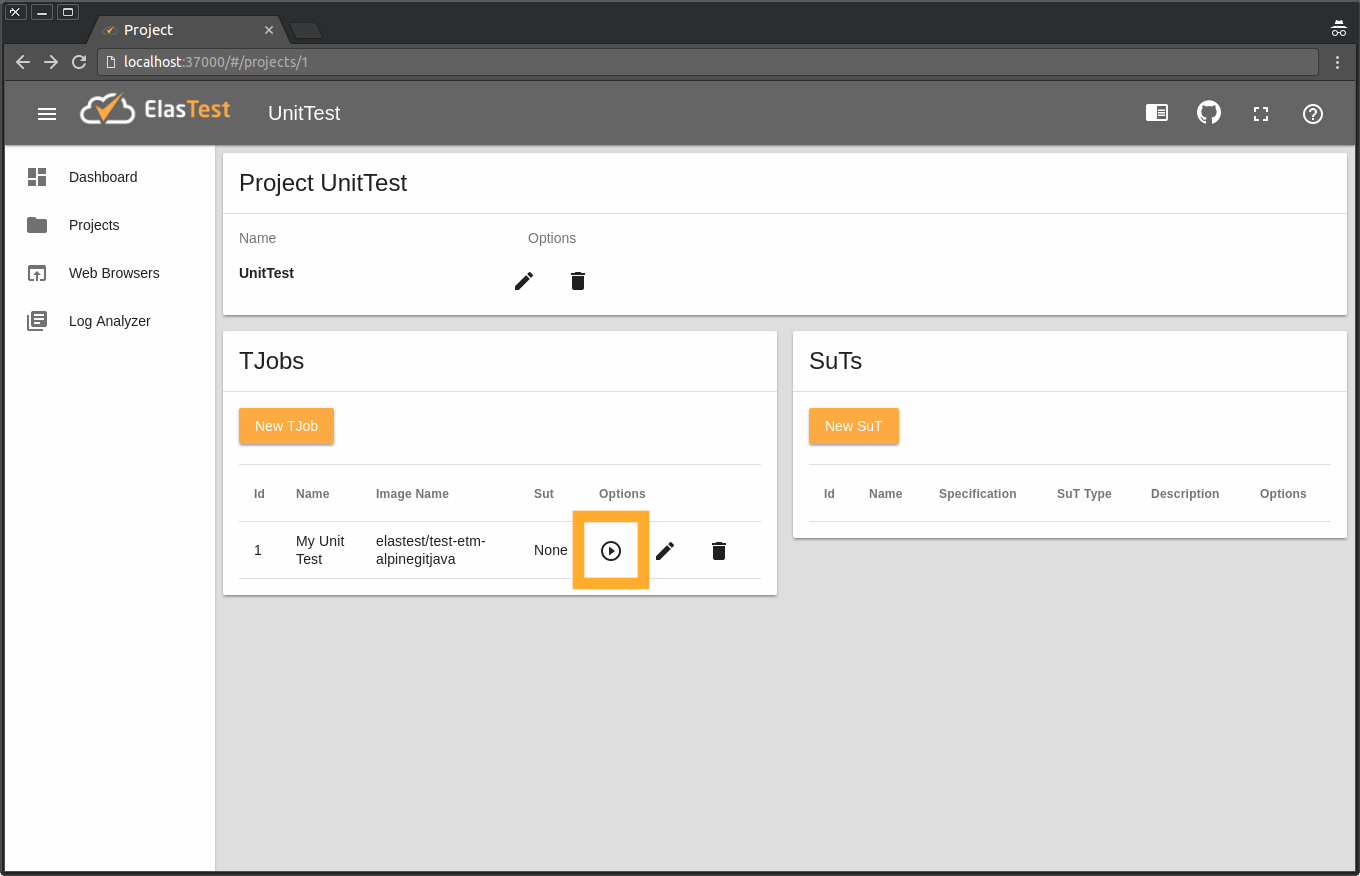 Project
localhost:37000/#/projects/1
ElasTest
UnitTest
Dashboard
Projects
Web Browsers
Log Analyzer
Project UnitTest
Name Options
UnitTest
TJobs
New TJob
Id Name Image Name Sut Options
1 My Unit Test elastest/test-etm-alpinegitjava None
SuTs
New SuT
Id Name Specification SuT Type Description Options